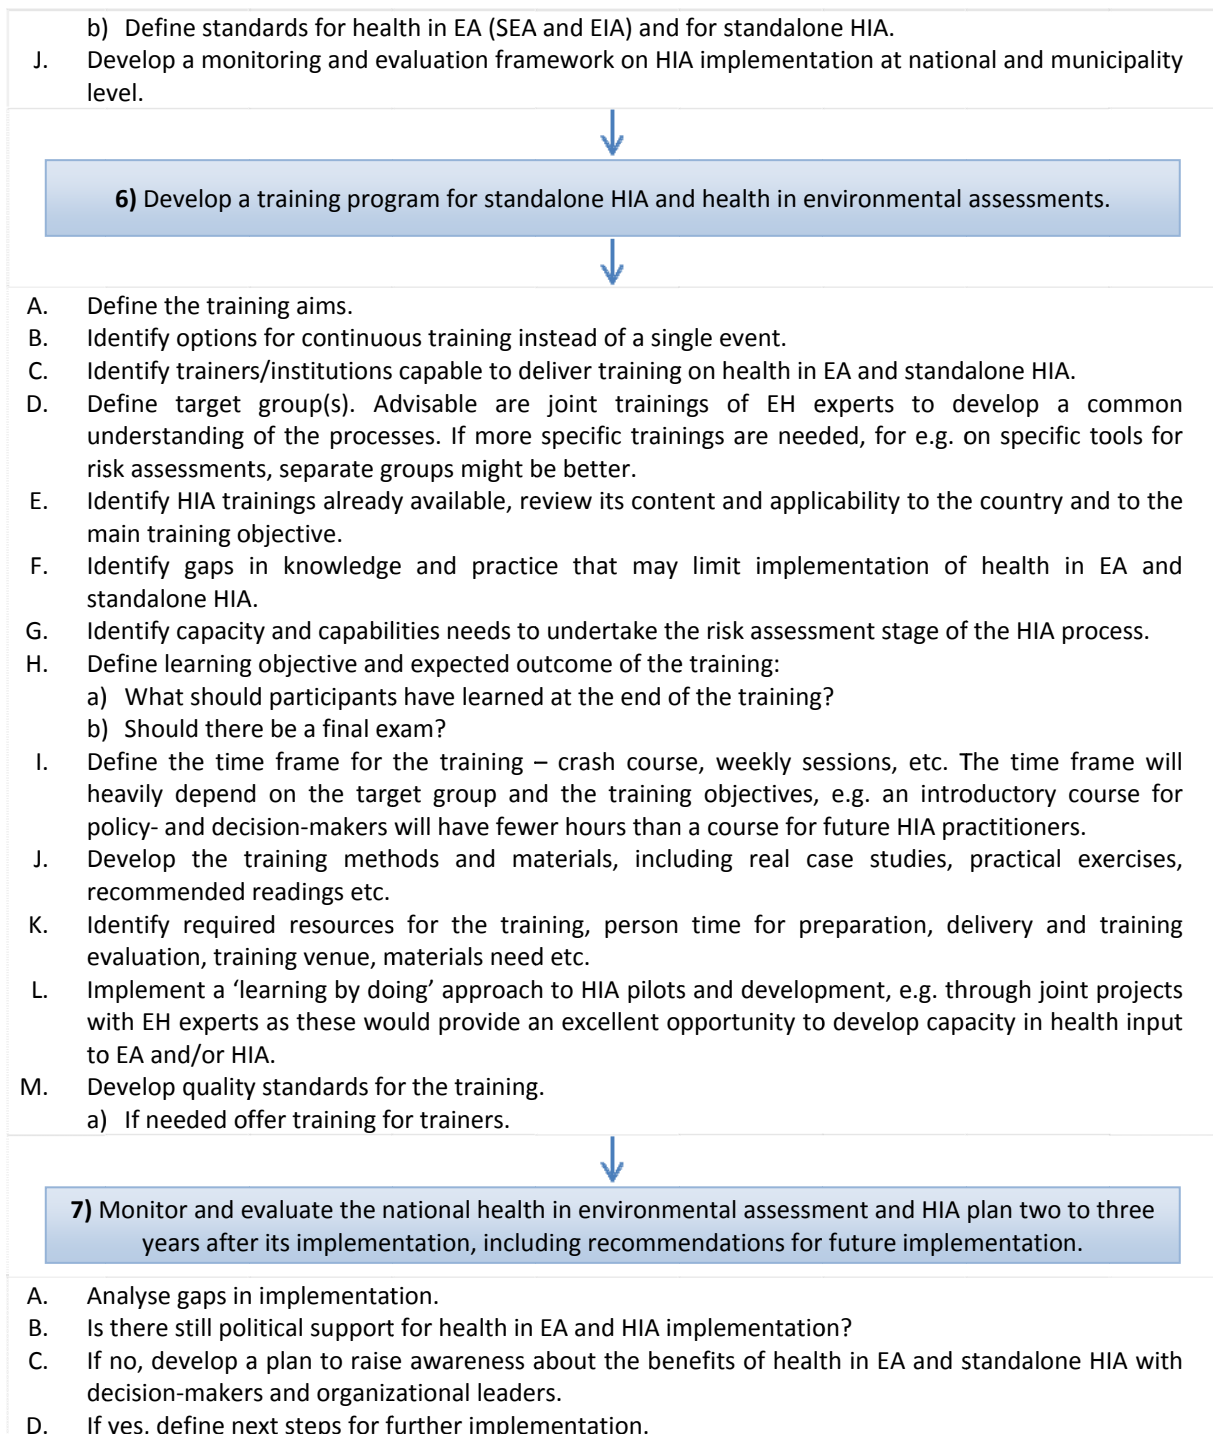 b) Define standards for health in EA (SEA and EIA) and for standalone HIA.
J. Develop a monitoring and evaluation framework on HIA implementation at national and municipality
level.
6) Develop a training program for standalone HIA and health in environmental assessments.
A. Define the training aims.
B. Identify options for continuous training instead of a single event.
C. Identify trainers/institutions capable to deliver training on health in EA and standalone HIA.
D. Define target group(s). Advisable are joint trainings of EH experts to develop a common
understanding of the processes. If more specific trainings are needed, for e.g. on specific tools for
risk assessments, separate groups might be better.
E. Identify HIA trainings already available, review its content and applicability to the country and to the
main training objective.
F. Identify gaps in knowledge and practice that may limit implementation of health in EA and
standalone HIA.
G. Identify capacity and capabilities needs to undertake the risk assessment stage of the HIA process.
H. Define learning objective and expected outcome of the training:
a) What should participants have learned at the end of the training?
b) Should there be a final exam?
I. Define the time frame for the training – crash course, weekly sessions, etc. The time frame will
heavily depend on the target group and the training objectives, e.g. an introductory course for
policy- and decision-makers will have fewer hours than a course for future HIA practitioners.
J. Develop the training methods and materials, including real case studies, practical exercises,
recommended readings etc.
K. Identify required resources for the training, person time for preparation, delivery and training
evaluation, training venue, materials need etc.
L. Implement a ‘learning by doing’ approach to HIA pilots and development, e.g. through joint projects
with EH experts as these would provide an excellent opportunity to develop capacity in health input
to EA and/or HIA.
M. Develop quality standards for the training.
a) If needed offer training for trainers.
7) Monitor and evaluate the national health in environmental assessment and HIA plan two to three
years after its implementation, including recommendations for future implementation.
A. Analyse gaps in implementation.
B. Is there still political support for health in EA and HIA implementation?
C. If no, develop a plan to raise awareness about the benefits of health in EA and standalone HIA with
decision-makers and organizational leaders.
D. If yes, define next steps for further implementation.